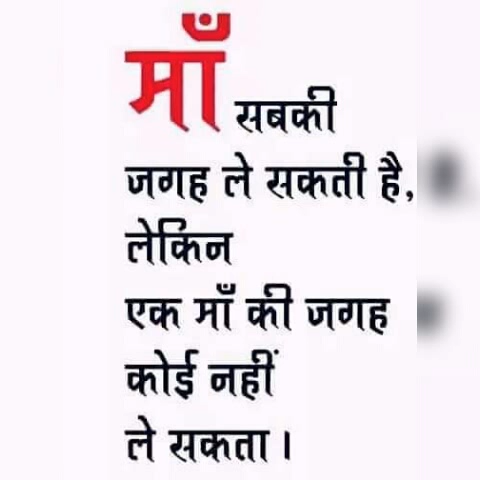 माँ सबकी
जगह ले सकती है,
लेकिन
एक माँ की जगह
कोई नहीं
ले सकता।